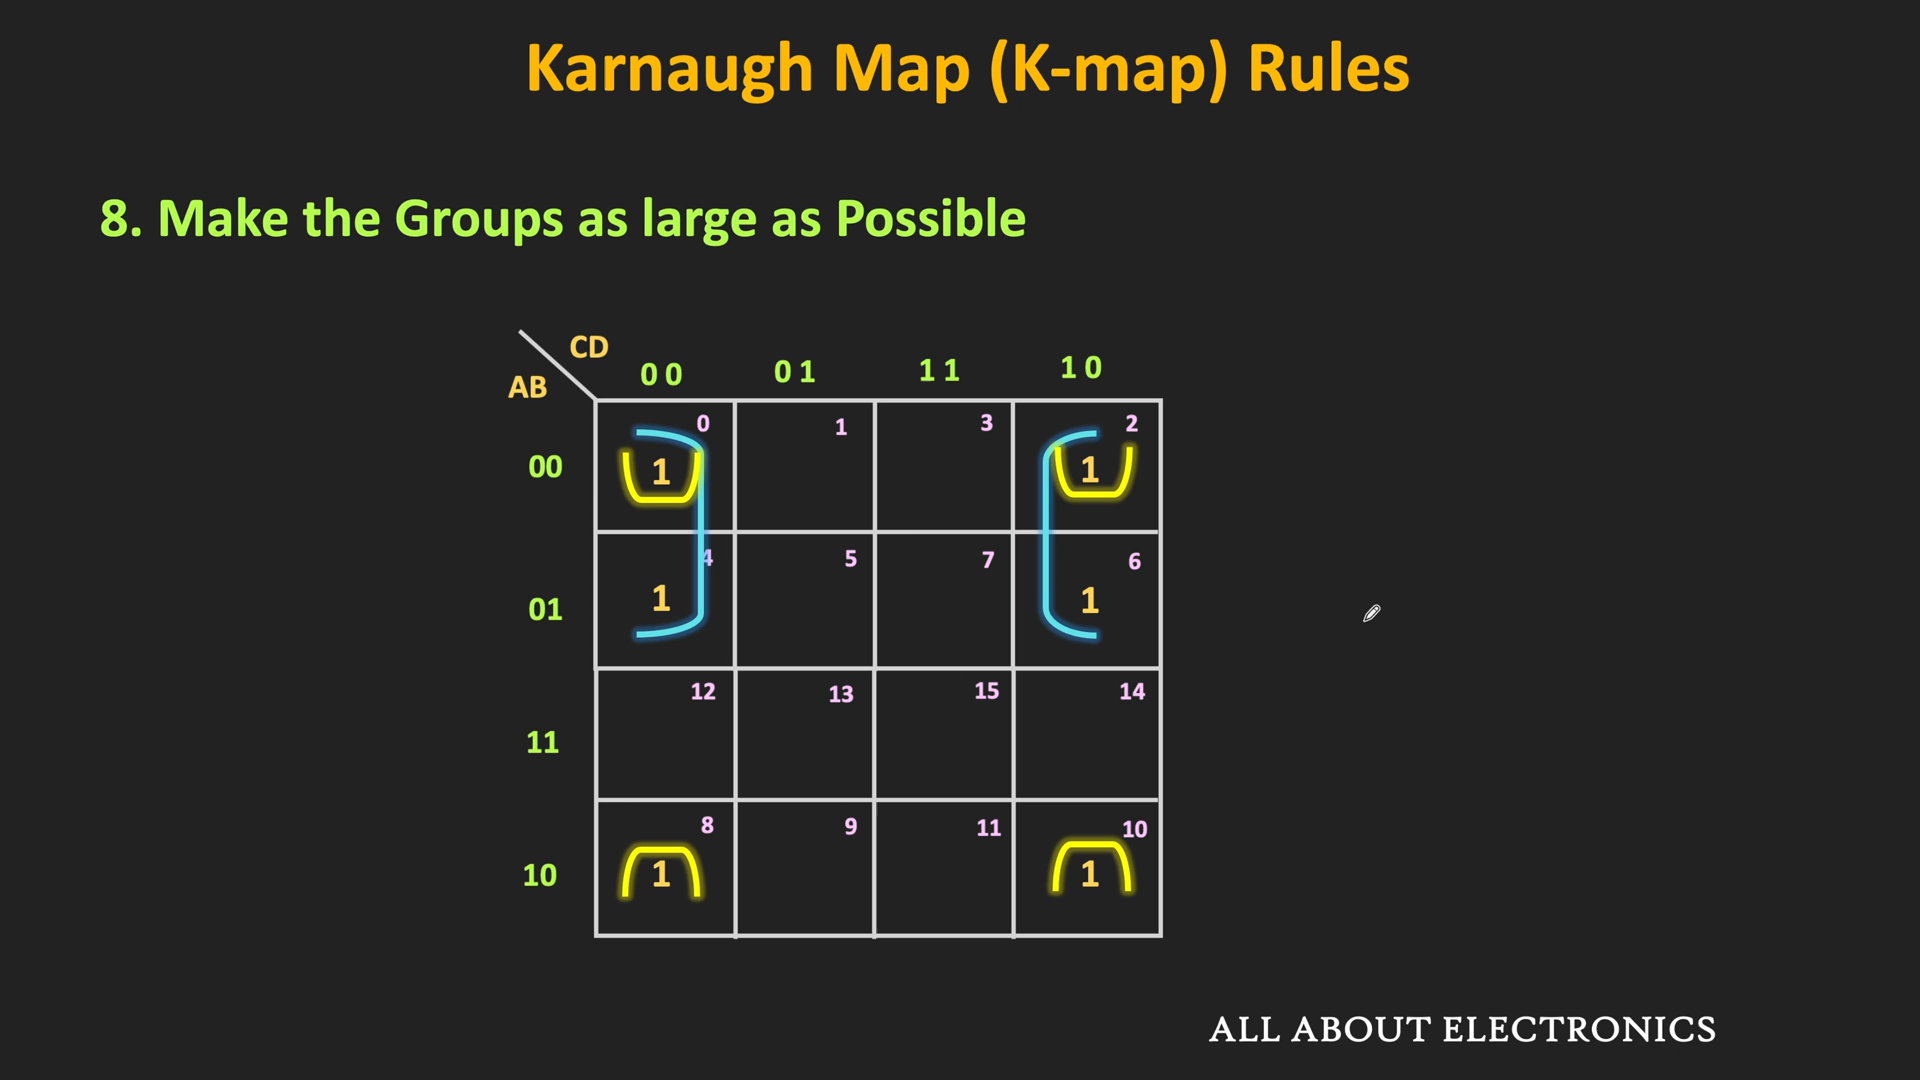 Karnaugh Map (K-map) Rules
8. Make the Groups as large as Possible
CD
AB
0 0 0 1 1 1 1 0
0 1 3 2
00 1 1
4 5 7 6
01 1 1
12 13 15 14
11
8 9 11 10
10 1 1
ALL ABOUT ELECTRONICS